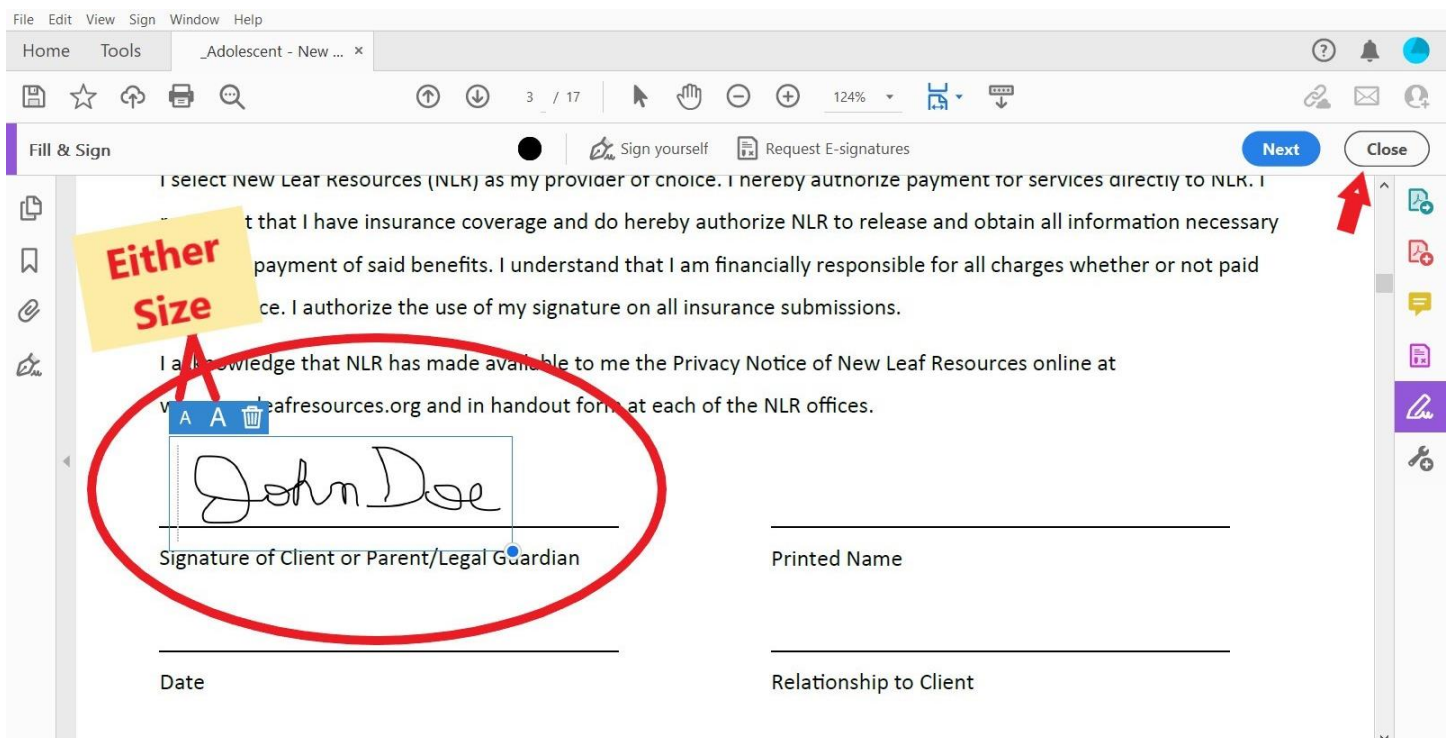 File Edit View Sign Window Help
Home Tools _Adolescent - New ... ×
3 / 17 124%
Fill & Sign Sign yourself Request E-signatures Next Close
I select New Leaf Resources (NLR) as my provider of choice. I hereby authorize payment for services directly to NLR. I
t that I have insurance coverage and do hereby authorize NLR to release and obtain all information necessary
payment of said benefits. I understand that I am financially responsible for all charges whether or not paid
ce. I authorize the use of my signature on all insurance submissions.
Either
Size
I acknowledge that NLR has made available to me the Privacy Notice of New Leaf Resources online at
leafresources.org and in handout form at each of the NLR offices.
A A
John Doe
Signature of Client or Parent/Legal Guardian Printed Name
Date Relationship to Client